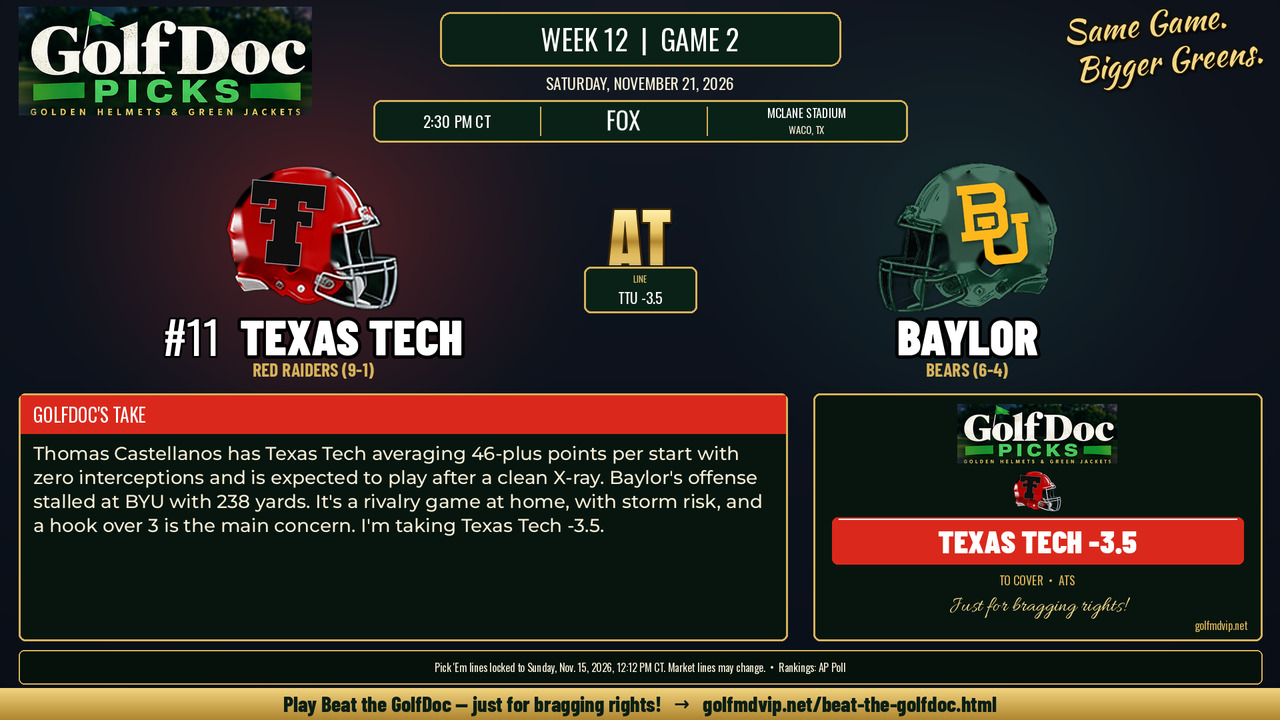 GolfDoc
PICKS
GOLDEN HELMETS & GREEN JACKETS
WEEK 12 | GAME 2
SATURDAY, NOVEMBER 21, 2026
2:30 PM CT
FOX
MCLANE STADIUM
WACO, TX
Same Game.
Bigger Greens.
T
AT
LINE
TTU -3.5
BU
#11 TEXAS TECH
RED RAIDERS (9-1)
BAYLOR
BEARS (6-4)
GOLFDOC'S TAKE
Thomas Castellanos has Texas Tech averaging 46-plus points per start with
zero interceptions and is expected to play after a clean X-ray. Baylor's offense
stalled at BYU with 238 yards. It's a rivalry game at home, with storm risk, and
a hook over 3 is the main concern. I'm taking Texas Tech -3.5.
GolfDoc
PICKS
GOLDEN HELMETS & GREEN JACKETS
T
TEXAS TECH -3.5
TO COVER • ATS
Just for bragging rights!
golfmdvip.net
Pick 'Em lines locked to Sunday, Nov. 15, 2026, 12:12 PM CT. Market lines may change. • Rankings: AP Poll
Play Beat the GolfDoc — just for bragging rights! → golfmdvip.net/beat-the-golfdoc.html